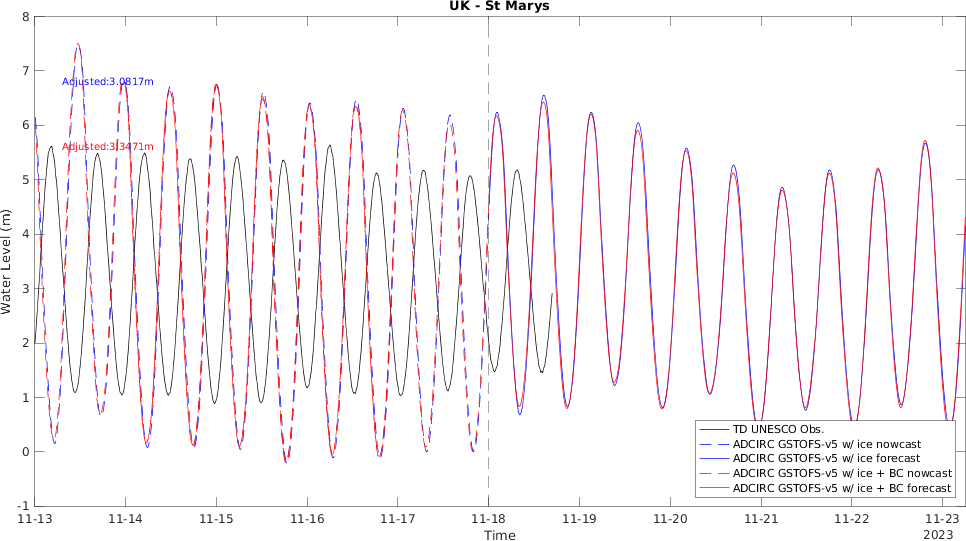 UK - St Marys
8
7
6
5
4
3
2
1
0
-1
Water Level (m)
Adjusted:3.0817m
Adjusted:3.3471m
TD UNESCO Obs.
ADCIRC GSTOFS-v5 w/ ice nowcast
ADCIRC GSTOFS-v5 w/ ice forecast
ADCIRC GSTOFS-v5 w/ ice + BC nowcast
ADCIRC GSTOFS-v5 w/ ice + BC forecast
11-13 11-14 11-15 11-16 11-17 11-18 11-19 11-20 11-21 11-22 11-23
Time
2023